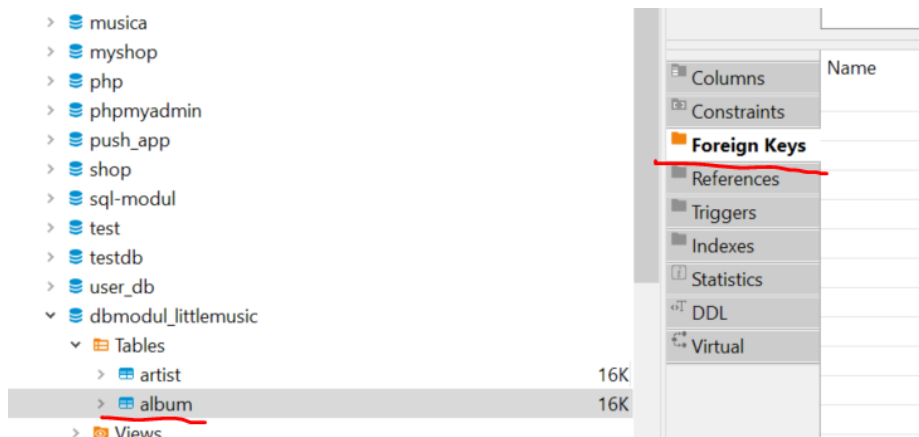 musica
myshop
php
phpmyadmin
push_app
shop
sql-modul
test
testdb
user_db
dbmodul_littlemusic
Tables
artist 16K
album 16K
Views
Columns
Constraints
Foreign Keys
References
Triggers
Indexes
Statistics
DDL
Virtual
Name